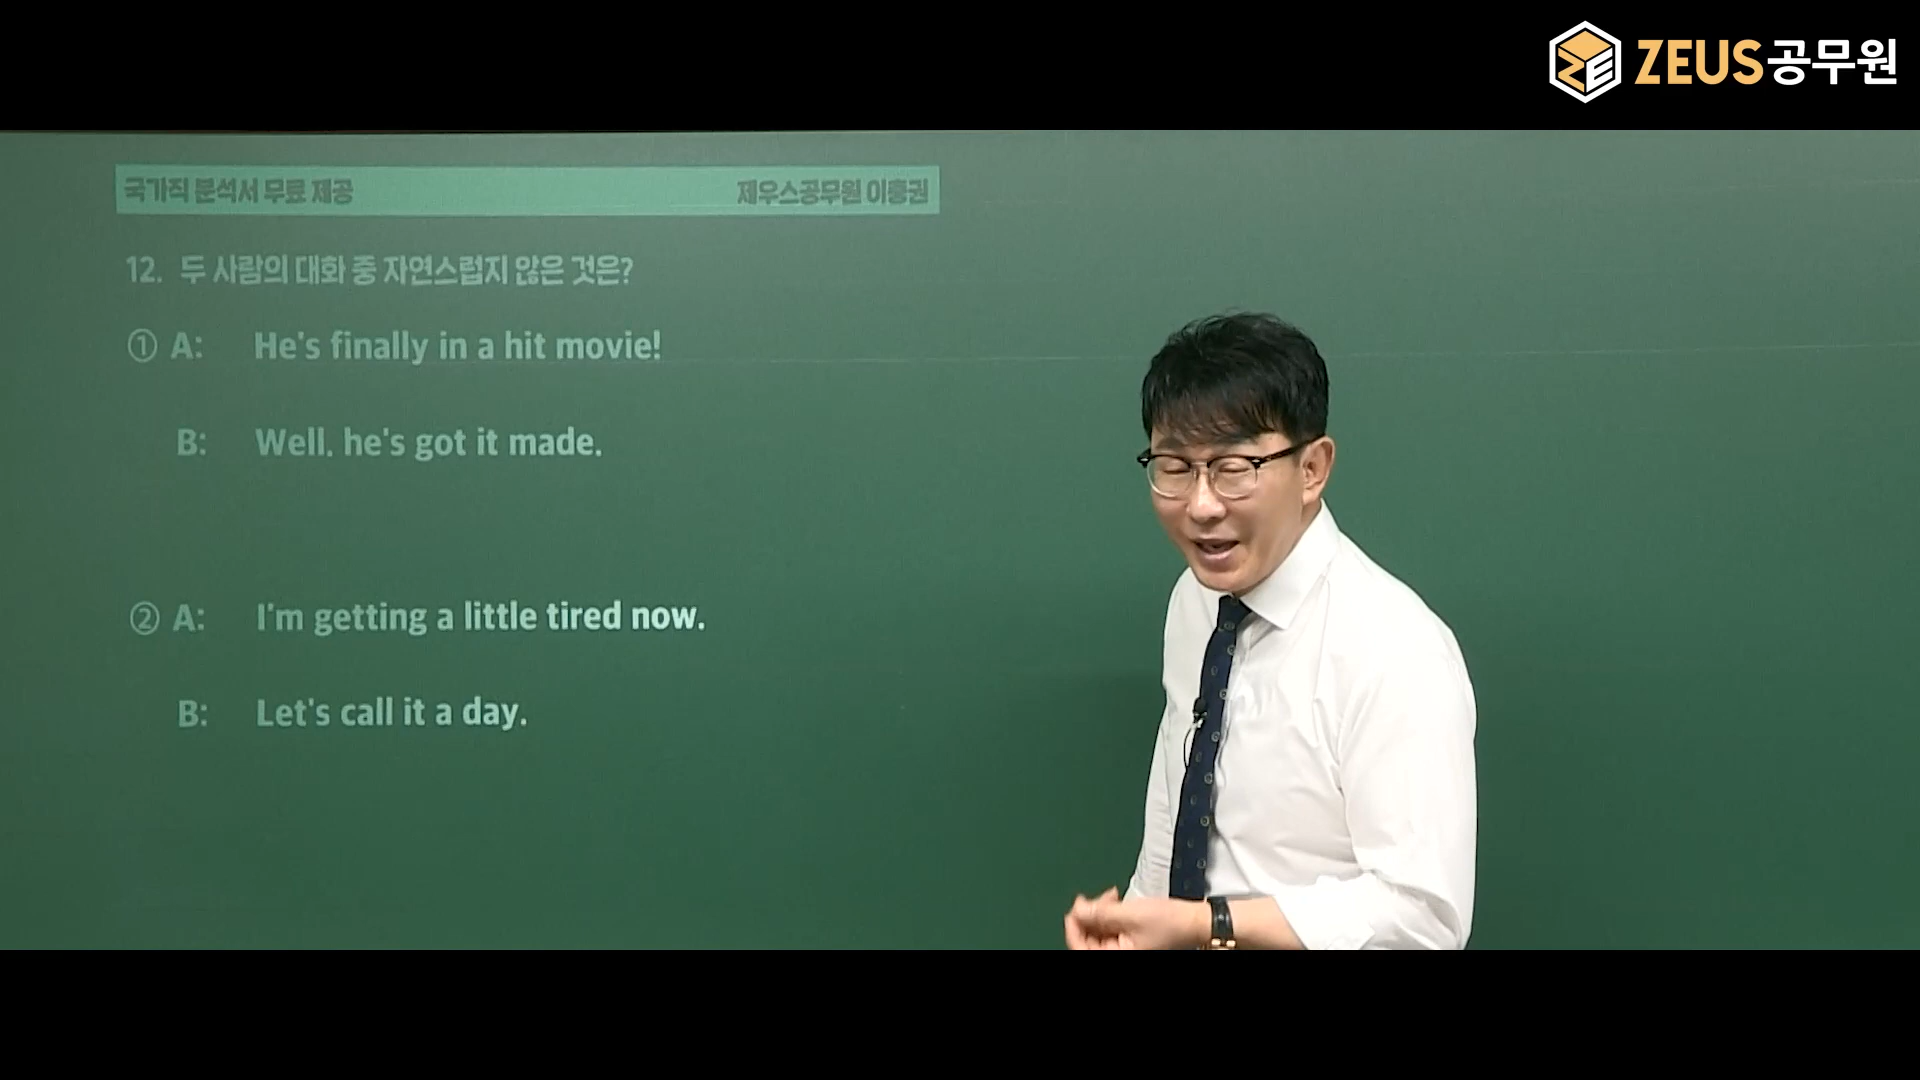 ZEUS공무원
국가직 분석서 무료 제공 제우스공무원 이홍권
12. 두 사람의 대화 중 자연스럽지 않은 것은?
① A: He's finally in a hit movie!
B: Well, he's got it made.
② A: I'm getting a little tired now.
B: Let's call it a day.